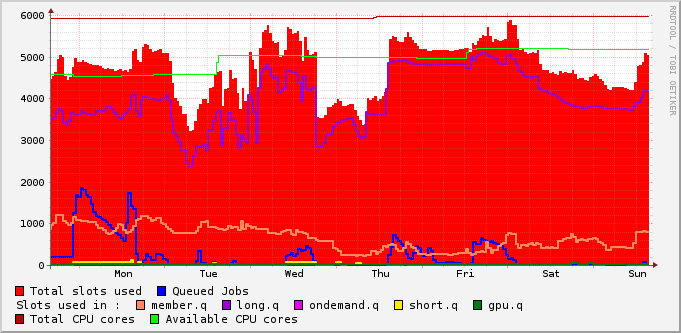 6000
5000
4000
3000
2000
1000
0
Mon Tue Wed Thu Fri Sat Sun
RRDTOOL / TOBI OETIKER
Total slots used Queued Jobs
Slots used in : member.q long.q ondemand.q short.q gpu.q
Total CPU cores Available CPU cores